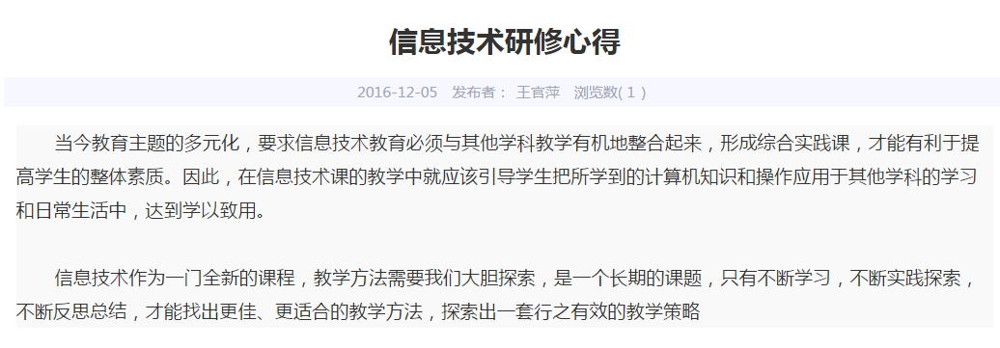 信息技术研修心得
2016-12-05 发布者： 王官萍 浏览数( 1 )
当今教育主题的多元化，要求信息技术教育必须与其他学科教学有机地整合起来，形成综合实践课，才能有利于提
高学生的整体素质。因此，在信息技术课的教学中就应该引导学生把所学到的计算机知识和操作应用于其他学科的学习
和日常生活中，达到学以致用。
信息技术作为一门全新的课程，教学方法需要我们大胆探索，是一个长期的课题，只有不断学习，不断实践探索，
不断反思总结，才能找出更佳、更适合的教学方法，探索出一套行之有效的教学策略